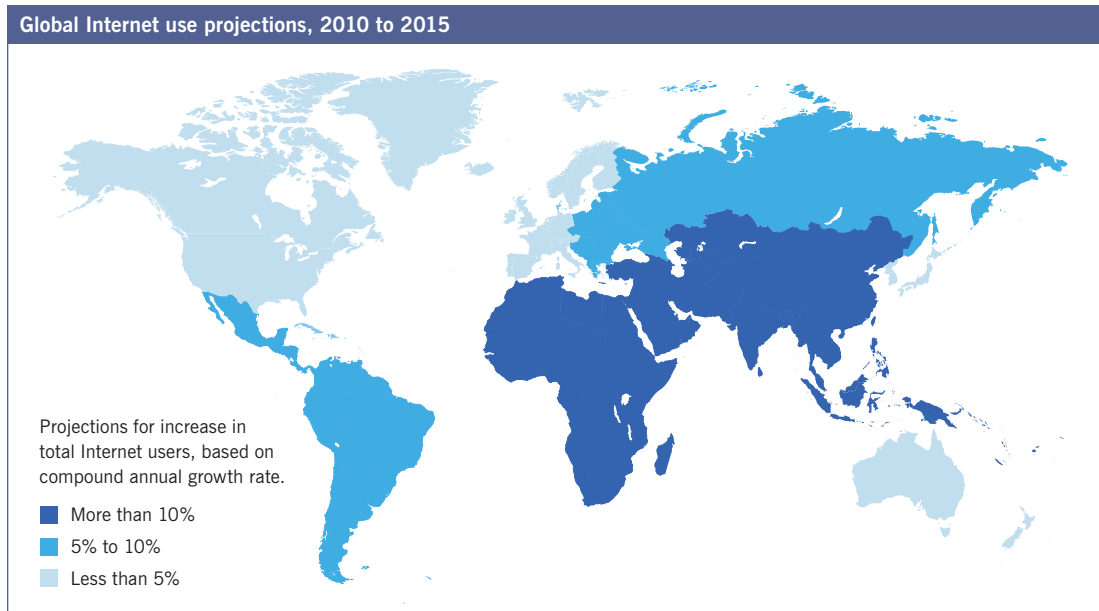 Global Internet use projections, 2010 to 2015
Projections for increase in
total Internet users, based on
compound annual growth rate.
More than 10%
5% to 10%
Less than 5%